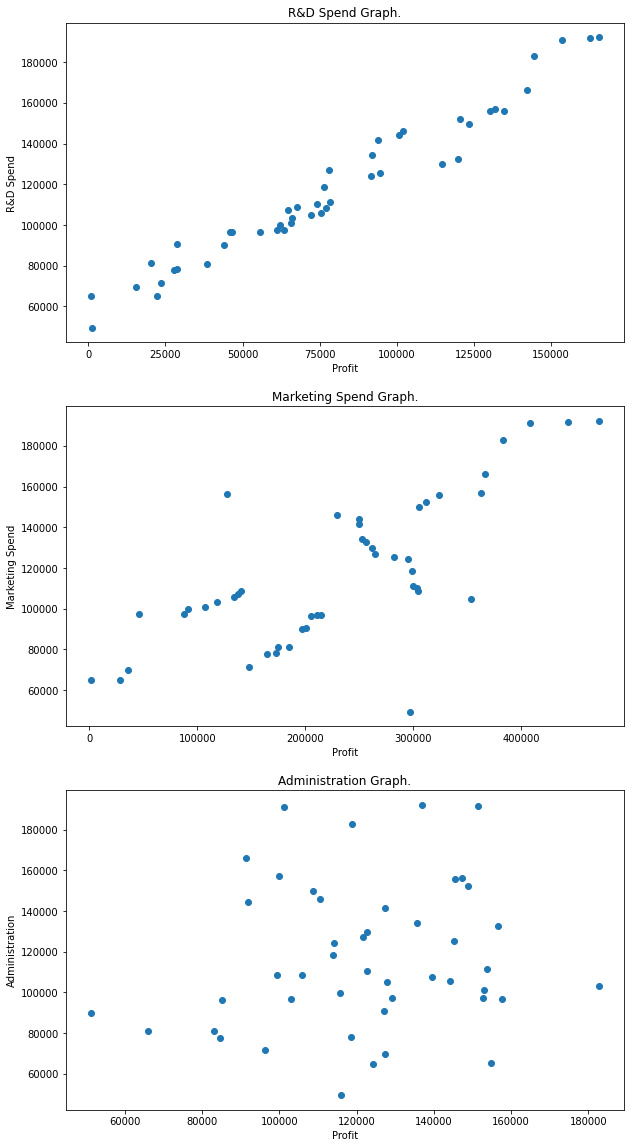 R&D Spend Graph.
180000
160000
140000
120000
100000
80000
60000
R&D Spend
0 25000 50000 75000 100000 125000 150000
Profit
Marketing Spend Graph.
180000
160000
140000
120000
100000
80000
60000
Marketing Spend
0 100000 200000 300000 400000
Profit
Administration Graph.
180000
160000
140000
120000
100000
80000
60000
Administration
60000 80000 100000 120000 140000 160000 180000
Profit